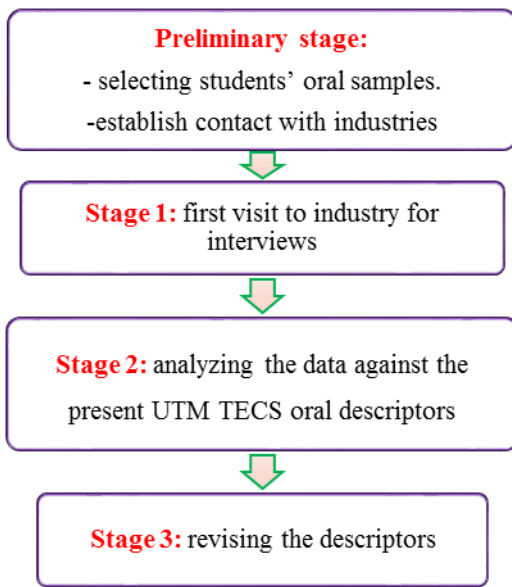 Preliminary stage:
- selecting students’ oral samples.
-establish contact with industries
Stage 1: first visit to industry for
interviews
Stage 2: analyzing the data against the
present UTM TECS oral descriptors
Stage 3: revising the descriptors